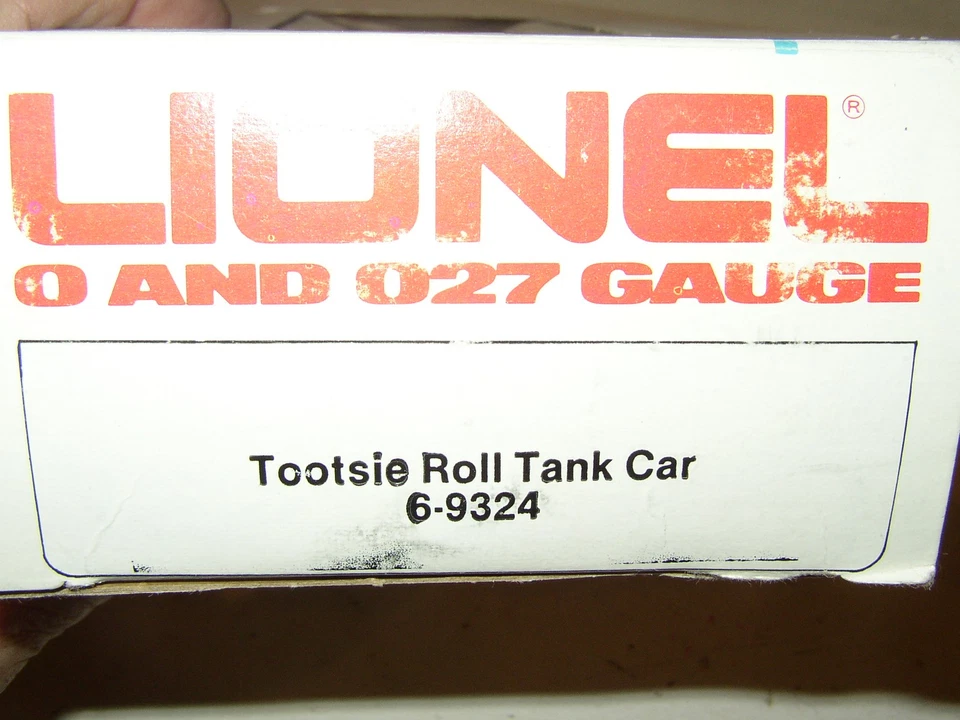 LIONEL®
O AND O27 GAUGE
Tootsie Roll Tank Car
6-9324